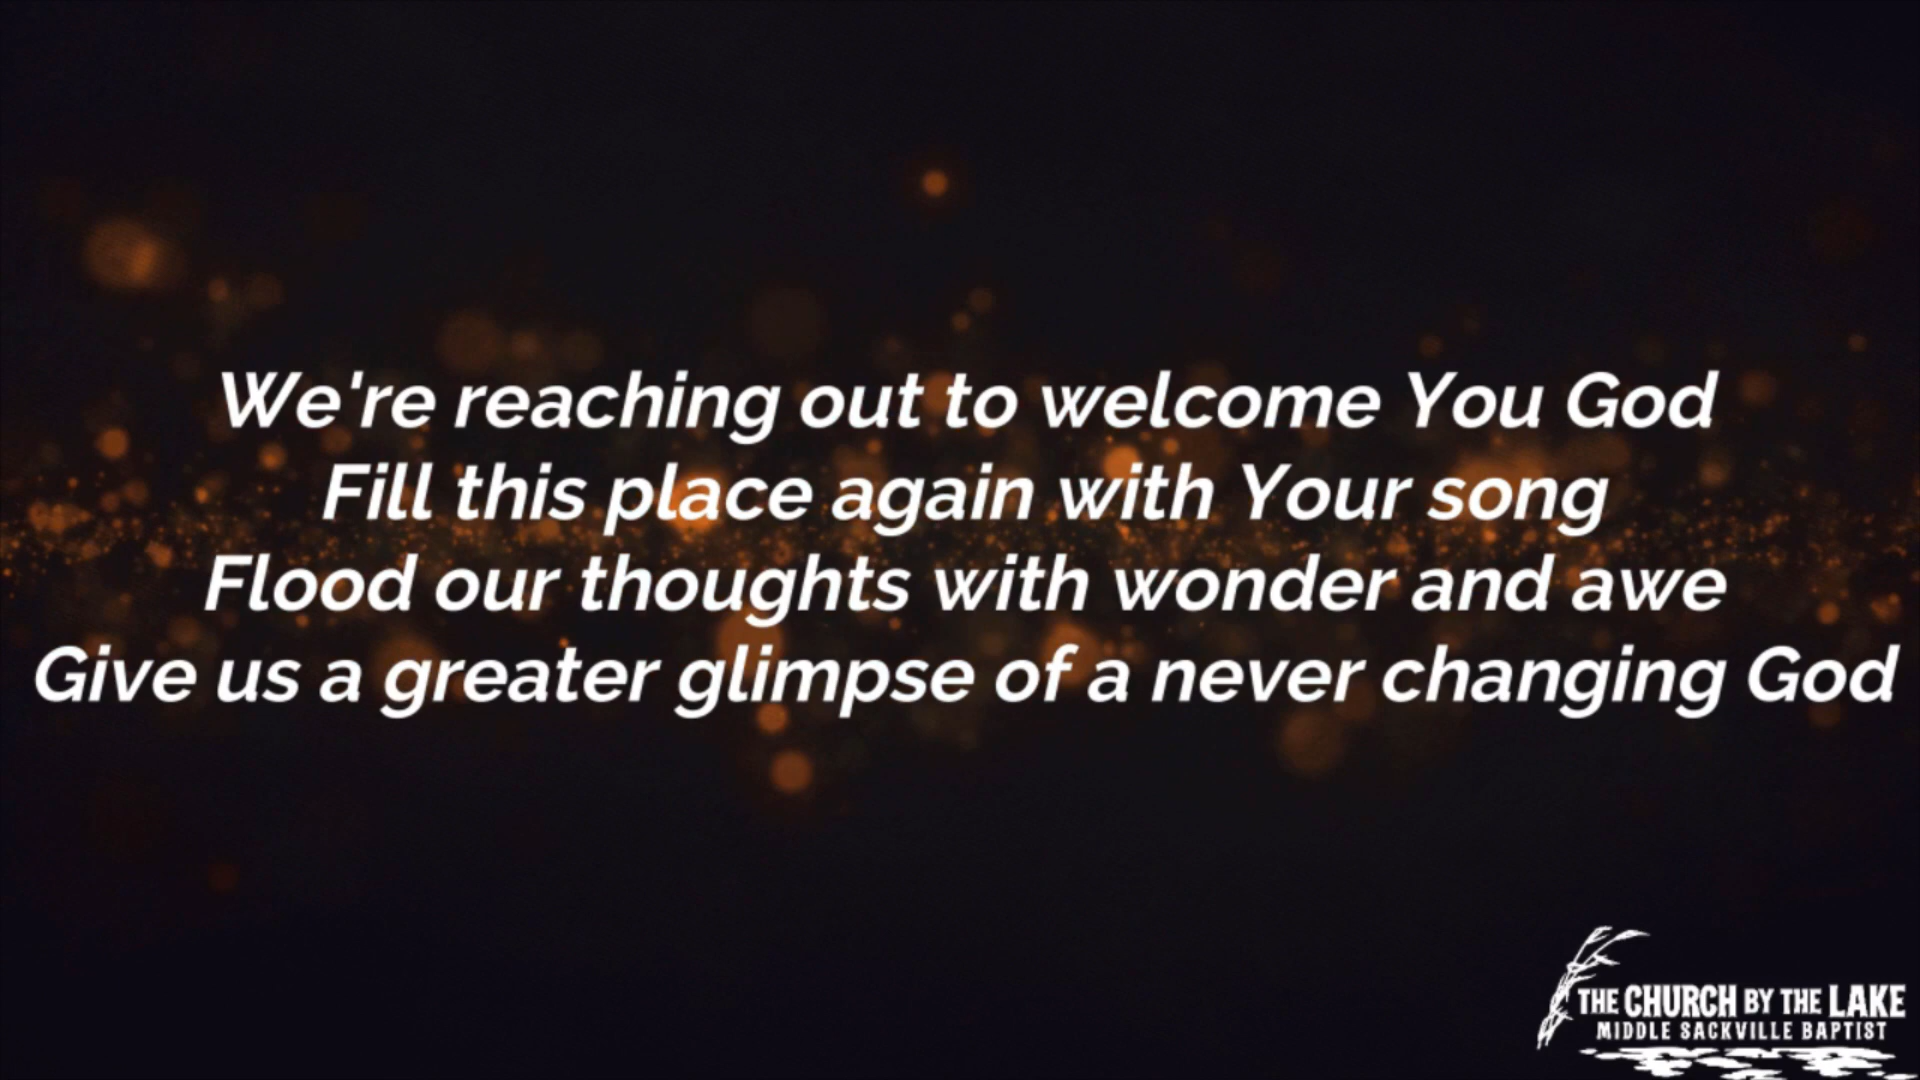 We're reaching out to welcome You God
Fill this place again with Your song
Flood our thoughts with wonder and awe
Give us a greater glimpse of a never changing God
THE CHURCH BY THE LAKE
MIDDLE SACKVILLE BAPTIST